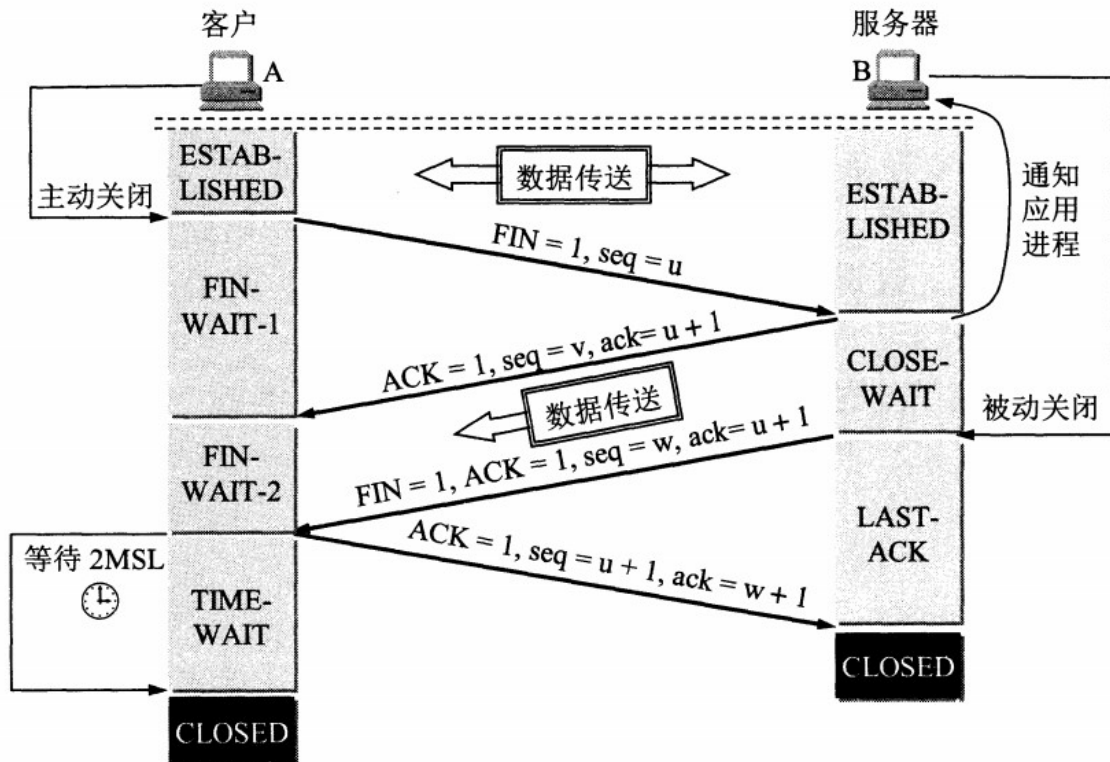 客户
服务器
A
B
ESTAB-
LISHED
数据传送
ESTAB-
LISHED
通知
应用
进程
主动关闭
FIN = 1, seq = u
FIN-
WAIT-1
ACK = 1, seq = v, ack= u + 1
CLOSE-
WAIT
数据传送
被动关闭
FIN-
WAIT-2
FIN = 1, ACK = 1, seq = w, ack= u + 1
LAST-
ACK
等待 2MSL
ACK = 1, seq = u + 1, ack = w + 1
TIME-
WAIT
CLOSED
CLOSED